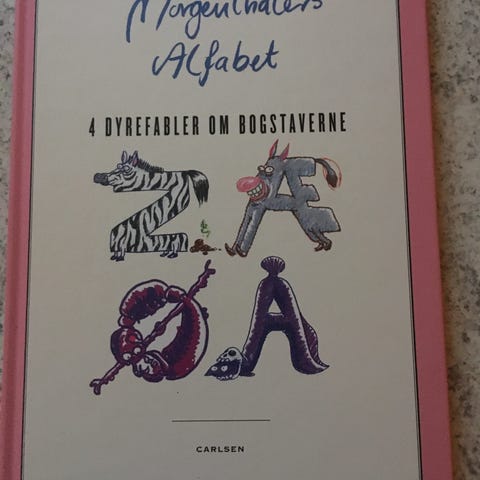 Morgenthalers
Alfabet
4 DYREFABLER OM BOGSTAVERNE
Z Æ
Ø Å
CARLSEN